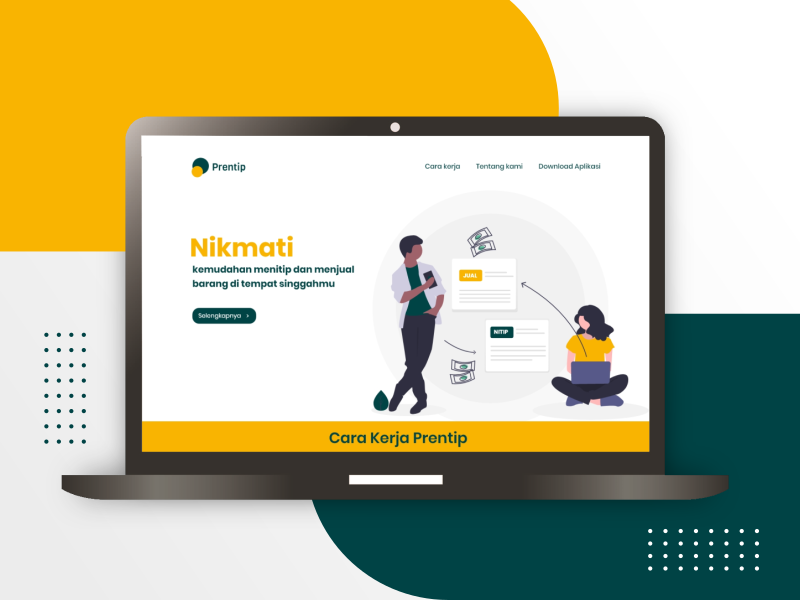 Prentip
Cara kerja
Tentang kami
Download Aplikasi
Nikmati
kemudahan menitip dan menjual
barang di tempat singgahmu
Selengkapnya >
JUAL
NITIP
Cara Kerja Prentip